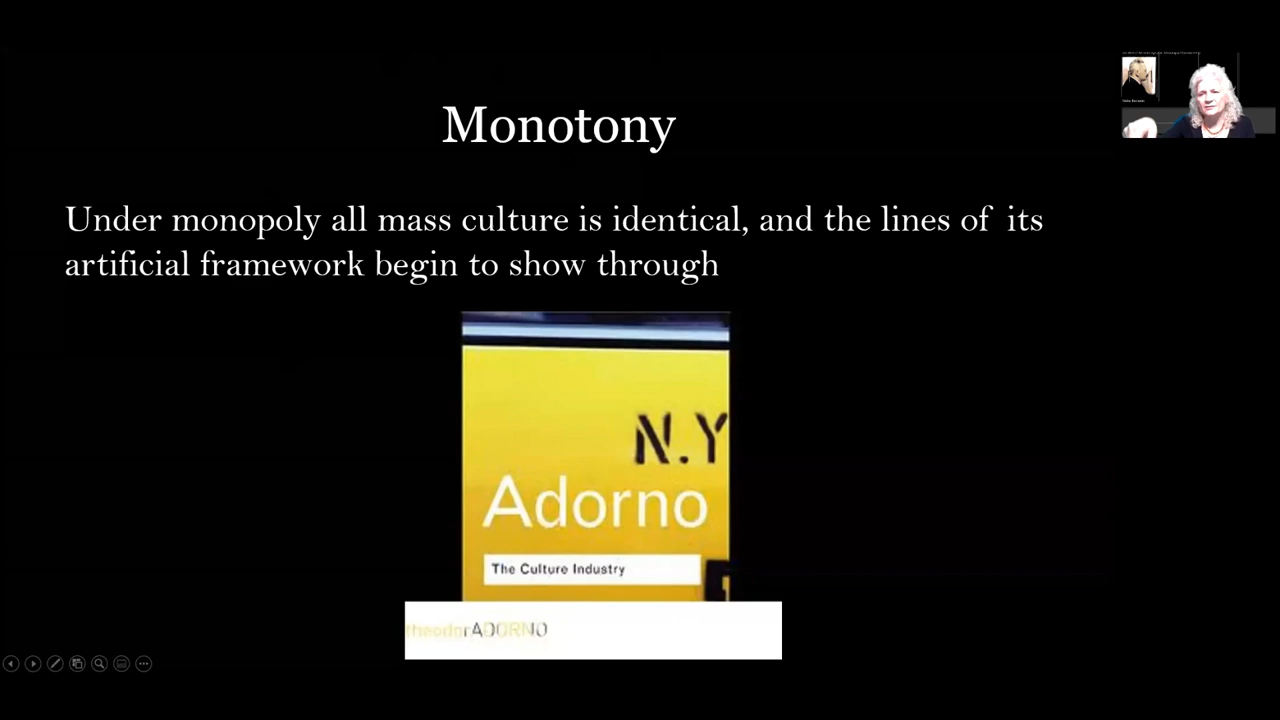 Monotony
Under monopoly all mass culture is identical, and the lines of its
artificial framework begin to show through
N.Y
Adorno
The Culture Industry
theodorADORNO